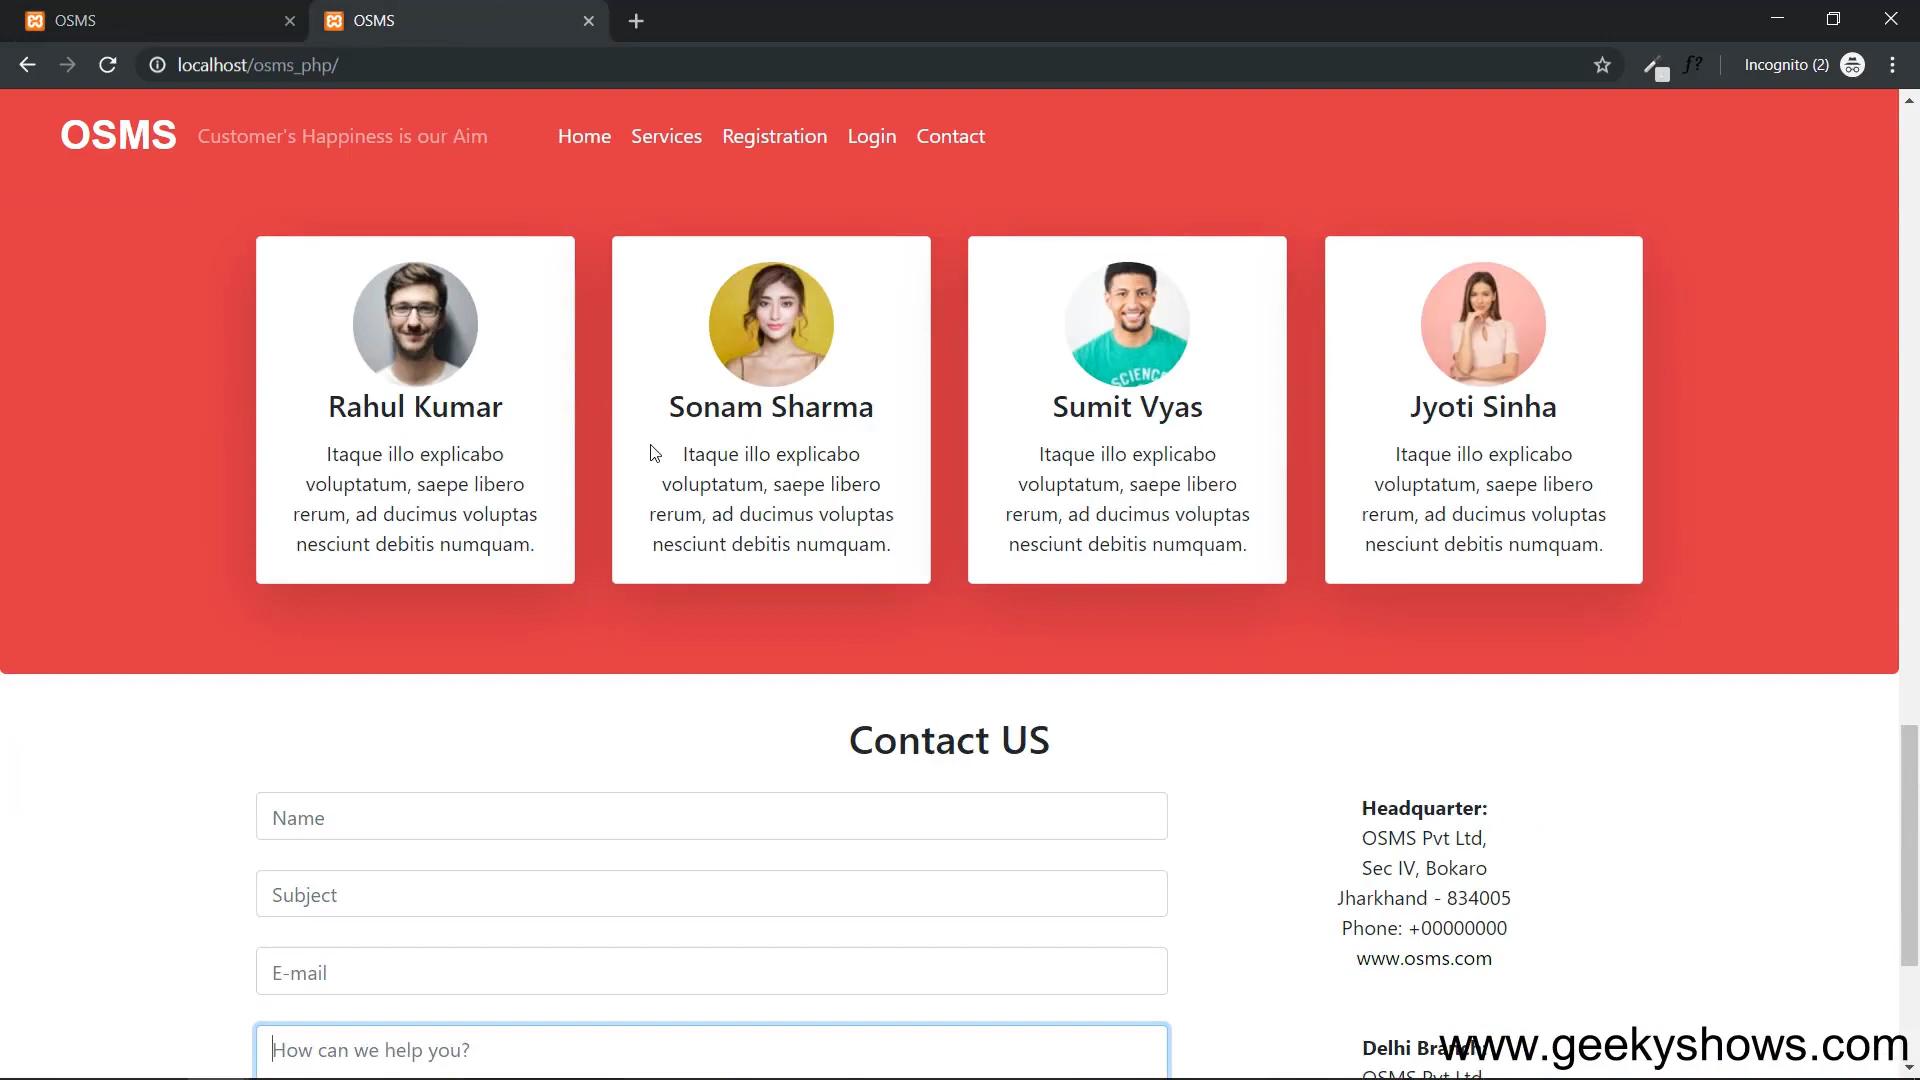 OSMS
OSMS
localhost/osms_php/
f?
Incognito (2)
OSMS
Customer's Happiness is our Aim
Home
Services
Registration
Login
Contact
SCIENC
Rahul Kumar
Itaque illo explicabo
voluptatum, saepe libero
rerum, ad ducimus voluptas
nesciunt debitis numquam.
Sonam Sharma
Itaque illo explicabo
voluptatum, saepe libero
rerum, ad ducimus voluptas
nesciunt debitis numquam.
Sumit Vyas
Itaque illo explicabo
voluptatum, saepe libero
rerum, ad ducimus voluptas
nesciunt debitis numquam.
Jyoti Sinha
Itaque illo explicabo
voluptatum, saepe libero
rerum, ad ducimus voluptas
nesciunt debitis numquam.
Contact US
Name
Subject
E-mail
How can we help you?
Headquarter:
OSMS Pvt Ltd,
Sec IV, Bokaro
Jharkhand - 834005
Phone: +00000000
www.osms.com
Delhi Branch:
OSMS Pvt Ltd
www.geekyshows.com